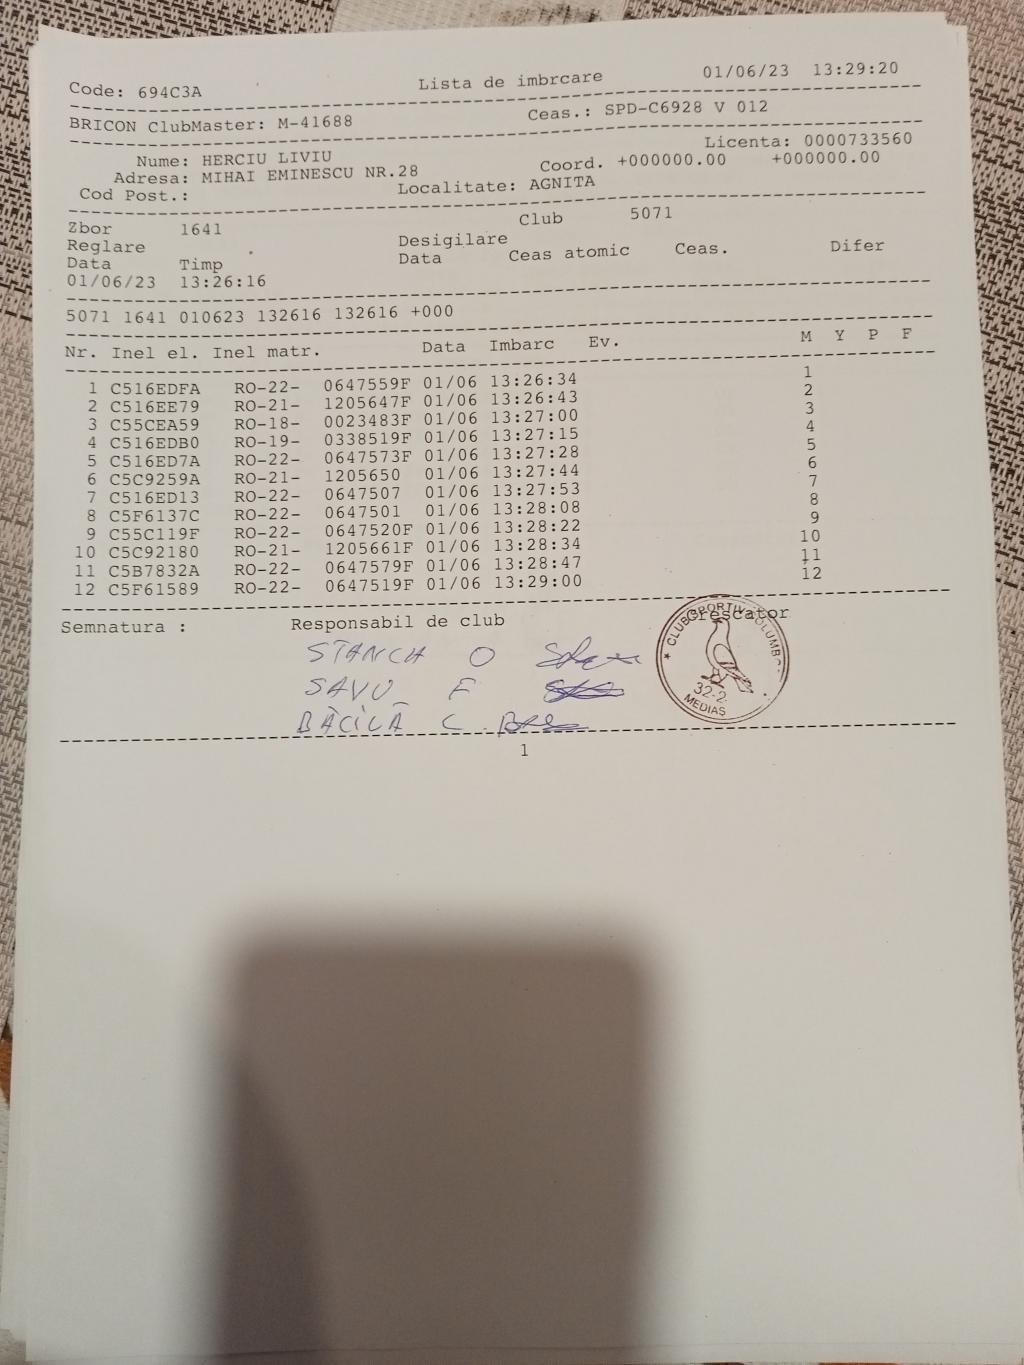 Code: 694C3A Lista de imbrcare 01/06/23 13:29:20
BRICON ClubMaster: M-41688 Ceas.: SPD-C6928 V 012
Licenta: 0000733560
Nume: HERCIU LIVIU Coord. +000000.00 +000000.00
Adresa: MIHAI EMINESCU NR.28
Cod Post.: Localitate: AGNITA
Zbor 1641 Club 5071
Reglare Desigilare
Data Timp Data Ceas atomic Ceas. Difer
01/06/23 13:26:16
5071 1641 010623 132616 132616 +000
Nr. Inel el. Inel matr. Data Imbarc Ev. M Y P F
1 C516EDFA RO-22- 0647559F 01/06 13:26:34 1
2 C516EE79 RO-21- 1205647F 01/06 13:26:43 2
3 C55CEA59 RO-18- 0023483F 01/06 13:27:00 3
4 C516EDB0 RO-19- 0338519F 01/06 13:27:15 4
5 C516ED7A RO-22- 0647573F 01/06 13:27:28 5
6 C5C9259A RO-21- 1205650 01/06 13:27:44 6
7 C516ED13 RO-22- 0647507 01/06 13:27:53 7
8 C5F6137C RO-22- 0647501 01/06 13:28:08 8
9 C55C119F RO-22- 0647520F 01/06 13:28:22 9
10 C5C92180 RO-21- 1205661F 01/06 13:28:34 10
11 C5B7832A RO-22- 0647579F 01/06 13:28:47 11
12 C5F61589 RO-22- 0647519F 01/06 13:29:00 12
Semnatura : Responsabil de club Crescator
STANCA O
SAVU F
BĂCILĂ C.
CLUB SPORTIV COLUMBO
32-2
MEDIAS
1